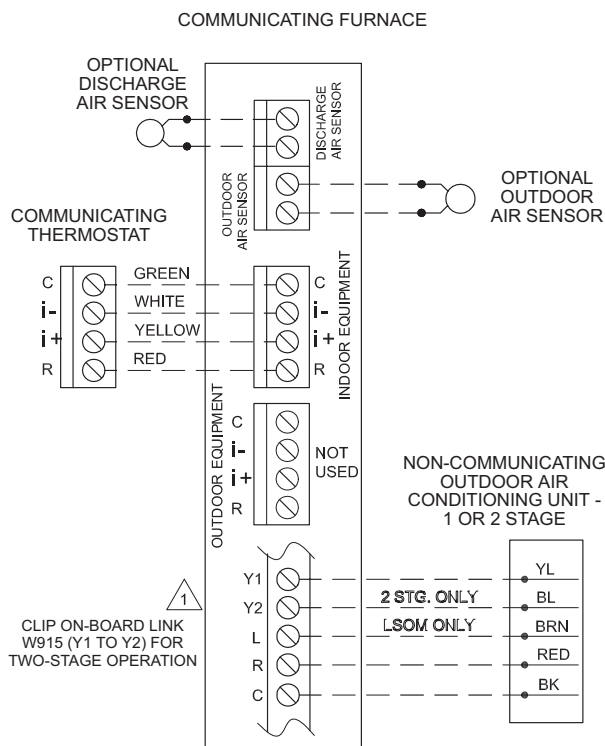 COMMUNICATING FURNACE
OPTIONAL
DISCHARGE
AIR SENSOR
DISCHARGE
AIR SENSOR
OUTDOOR
AIR SENSOR
OPTIONAL
OUTDOOR
AIR SENSOR
COMMUNICATING
THERMOSTAT
C GREEN C
i- WHITE i-
i+ YELLOW i+
R RED R
INDOOR EQUIPMENT
OUTDOOR EQUIPMENT
C
i-
i+
R
NOT
USED
NON-COMMUNICATING
OUTDOOR AIR
CONDITIONING UNIT -
1 OR 2 STAGE
1
CLIP ON-BOARD LINK
W915 (Y1 TO Y2) FOR
TWO-STAGE OPERATION
Y1 YL
Y2 2 STG. ONLY BL
L LSOM ONLY BRN
R RED
C BK